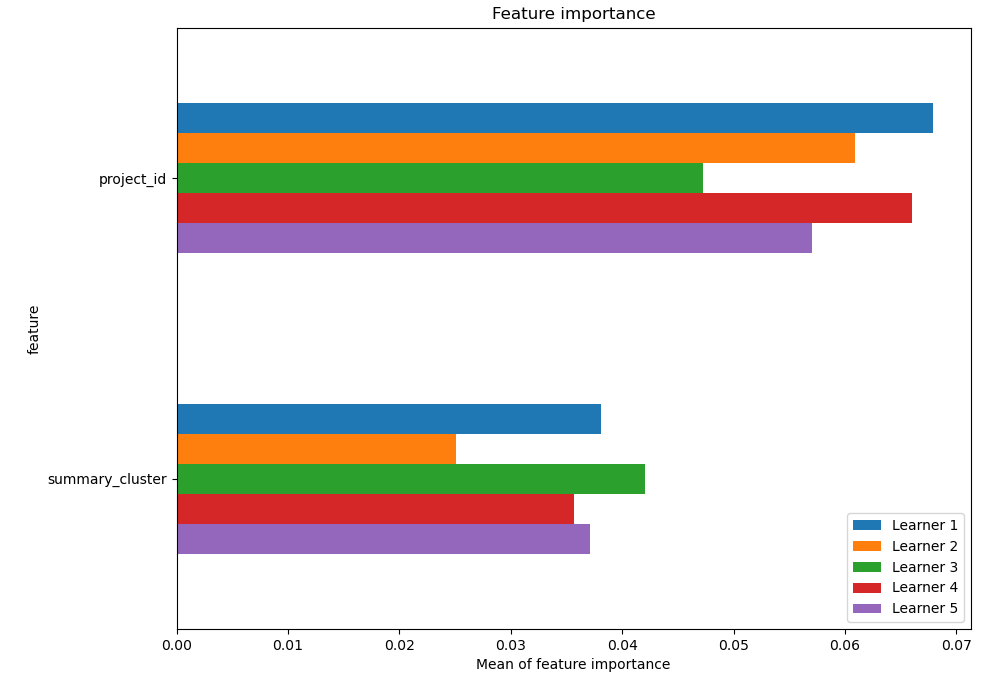 Feature importance
project_id
feature
summary_cluster
Learner 1
Learner 2
Learner 3
Learner 4
Learner 5
0.00 0.01 0.02 0.03 0.04 0.05 0.06 0.07
Mean of feature importance